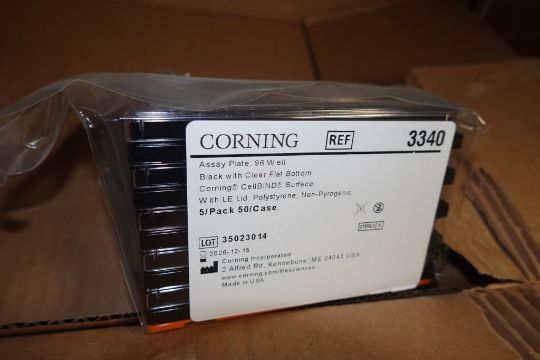 CORNING REF 3340
Assay Plate, 96 Well
Black with Clear Flat Bottom
Corning® CellBIND® Surface
With LE Lid, Polystyrene, Non-Pyrogenic
5/Pack 50/Case
STERILE R
LOT 35023014
2026-12-16
Corning Incorporated
2 Alfred Rd, Kennebunk, ME 04043 USA
www.corning.com/lifesciences
Made in USA